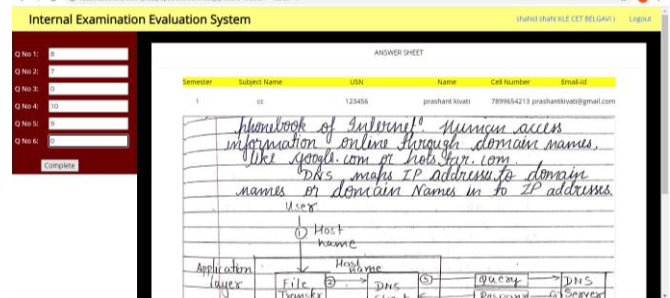 Internal Examination Evaluation System
shahid shahi KLE CET BELGAVI ) Logout
ANSWER SHEET
Q No 1: 8
Q No 2: 7
Q No 3: 0
Q No 4: 10
Q No 5: 9
Q No 6: 0
Complete
Semester Subject Name USN Name Cell Number Email-id
1 cc 123456 prashant kivati 7899654213 prashantkivati@gmail.com
phonebook of Internet". Human access
information online through domain names,
like google.com or hotstar.com.
DNS maps IP address to domain
names or domain Names in to IP addresses.
User
① Host
name
Application Host name
layer File ② DNS ③ Query DNS
Transfer Server